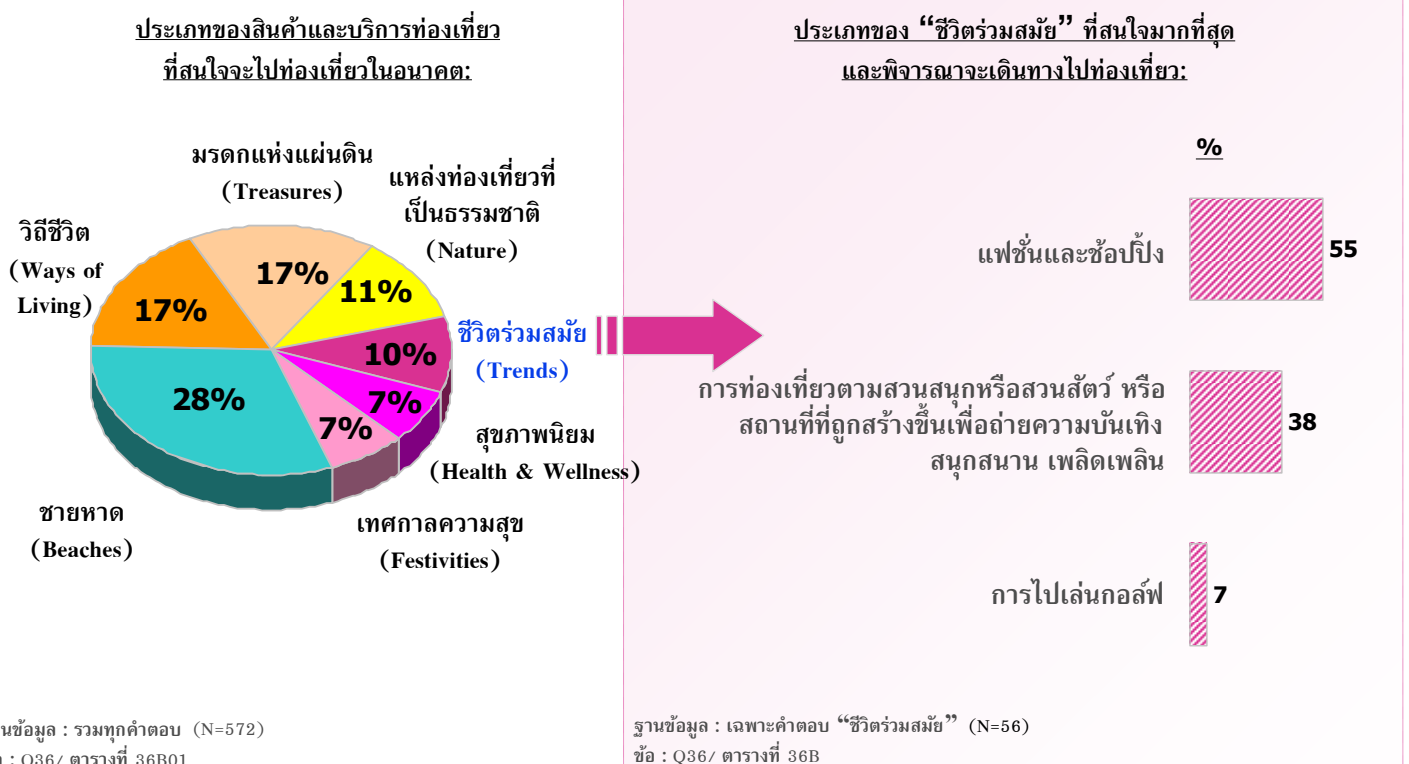 ประเภทของสินค้าและบริการท่องเที่ยว
ที่สนใจจะไปท่องเที่ยวในอนาคต:
มรดกแห่งแผ่นดิน
(Treasures)
แหล่งท่องเที่ยวที่
เป็นธรรมชาติ
(Nature)
วิถีชีวิต
(Ways of
Living)
17%
17%
11%
ชีวิตร่วมสมัย
(Trends)
10%
28%
7%
7%
สุขภาพนิยม
(Health & Wellness)
ชายหาด
(Beaches)
เทศกาลความสุข
(Festivities)
นข้อมูล : รวมทุกคำตอบ (N=572)
: Q36/ ตารางที่ 36B01
ประเภทของ “ชีวิตร่วมสมัย” ที่สนใจมากที่สุด
และพิจารณาจะเดินทางไปท่องเที่ยว:
%
แฟชั่นและช้อปปิ้ง
55
การท่องเที่ยวตามสวนสนุกหรือสวนสัตว์ หรือ
สถานที่ที่ถูกสร้างขึ้นเพื่อถ่ายความบันเทิง
สนุกสนาน เพลิดเพลิน
38
การไปเล่นกอล์ฟ
7
ฐานข้อมูล : เฉพาะคำตอบ “ชีวิตร่วมสมัย” (N=56)
ข้อ : Q36/ ตารางที่ 36B